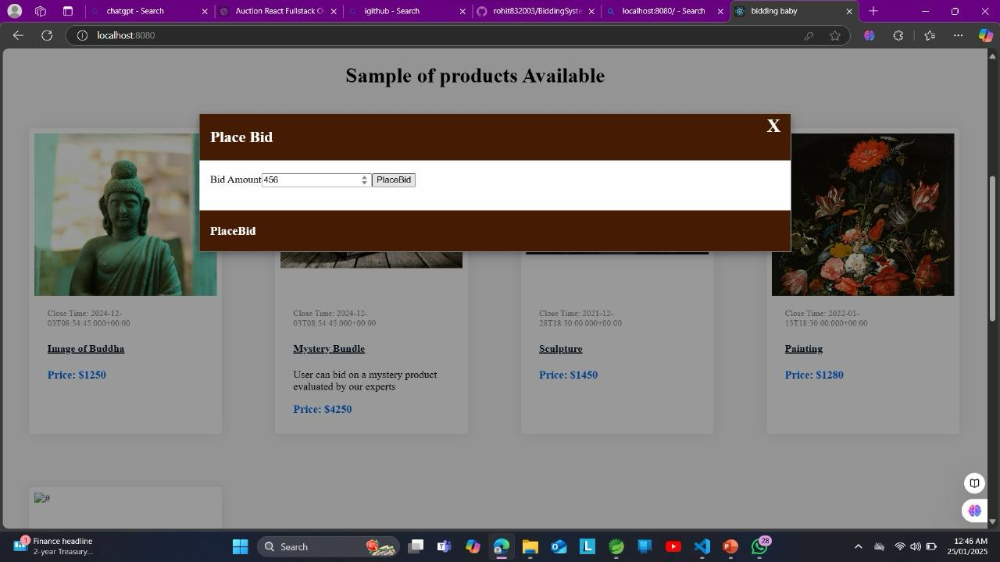 chatgpt - Search
Auction React Fullstack O
igithub - Search
rohit832003/BiddingSyste
localhost:8080/ - Search
bidding baby
localhost:8080
Sample of products Available
Place Bid
X
Bid Amount 456 PlaceBid
PlaceBid
Close Time: 2024-12-
03T08:54:45.000+00:00
Image of Buddha
Price: $1250
Close Time: 2024-12-
03T08:54:45.000+00:00
Mystery Bundle
User can bid on a mystery product
evaluated by our experts
Price: $4250
Close Time: 2021-12-
28T18:30:00.000+00:00
Sculpture
Price: $1450
Close Time: 2022-01-
13T18:30:00.000+00:00
Painting
Price: $1280
#
1
Finance headline
2-year Treasury...
Search
L
28
12:46 AM
25/01/2025